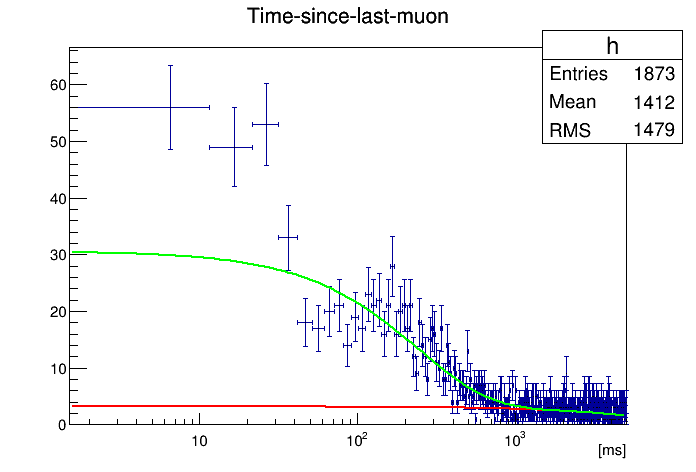 Time-since-last-muon
h
Entries 1873
Mean 1412
RMS 1479
60
50
40
30
20
10
0
10 10² 10³
[ms]